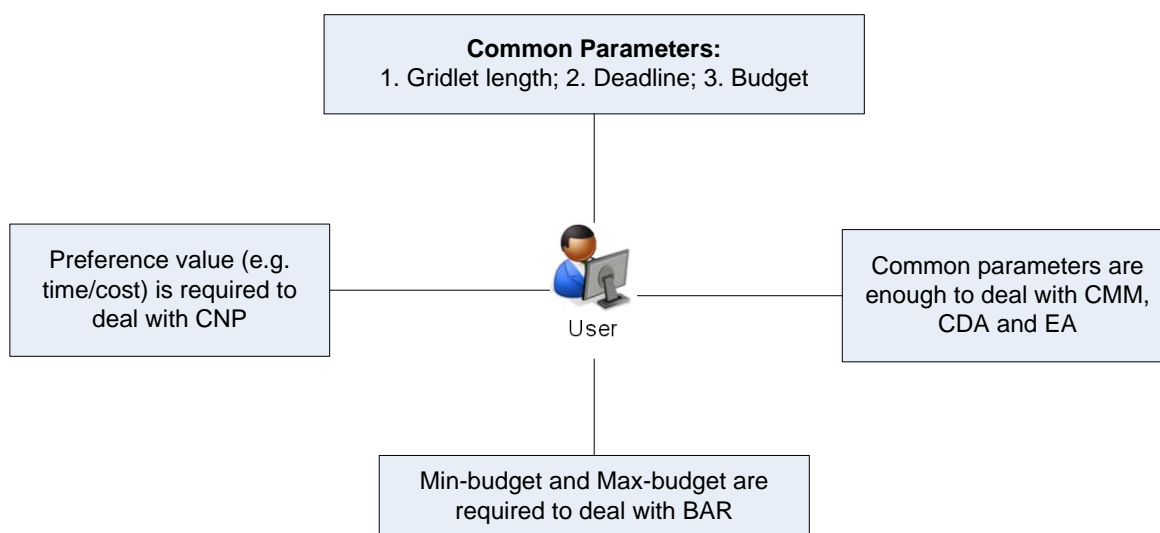 Common Parameters:
1. Gridlet length; 2. Deadline; 3. Budget
Preference value (e.g.
time/cost) is required to
deal with CNP
User
Common parameters are
enough to deal with CMM,
CDA and EA
Min-budget and Max-budget are
required to deal with BAR